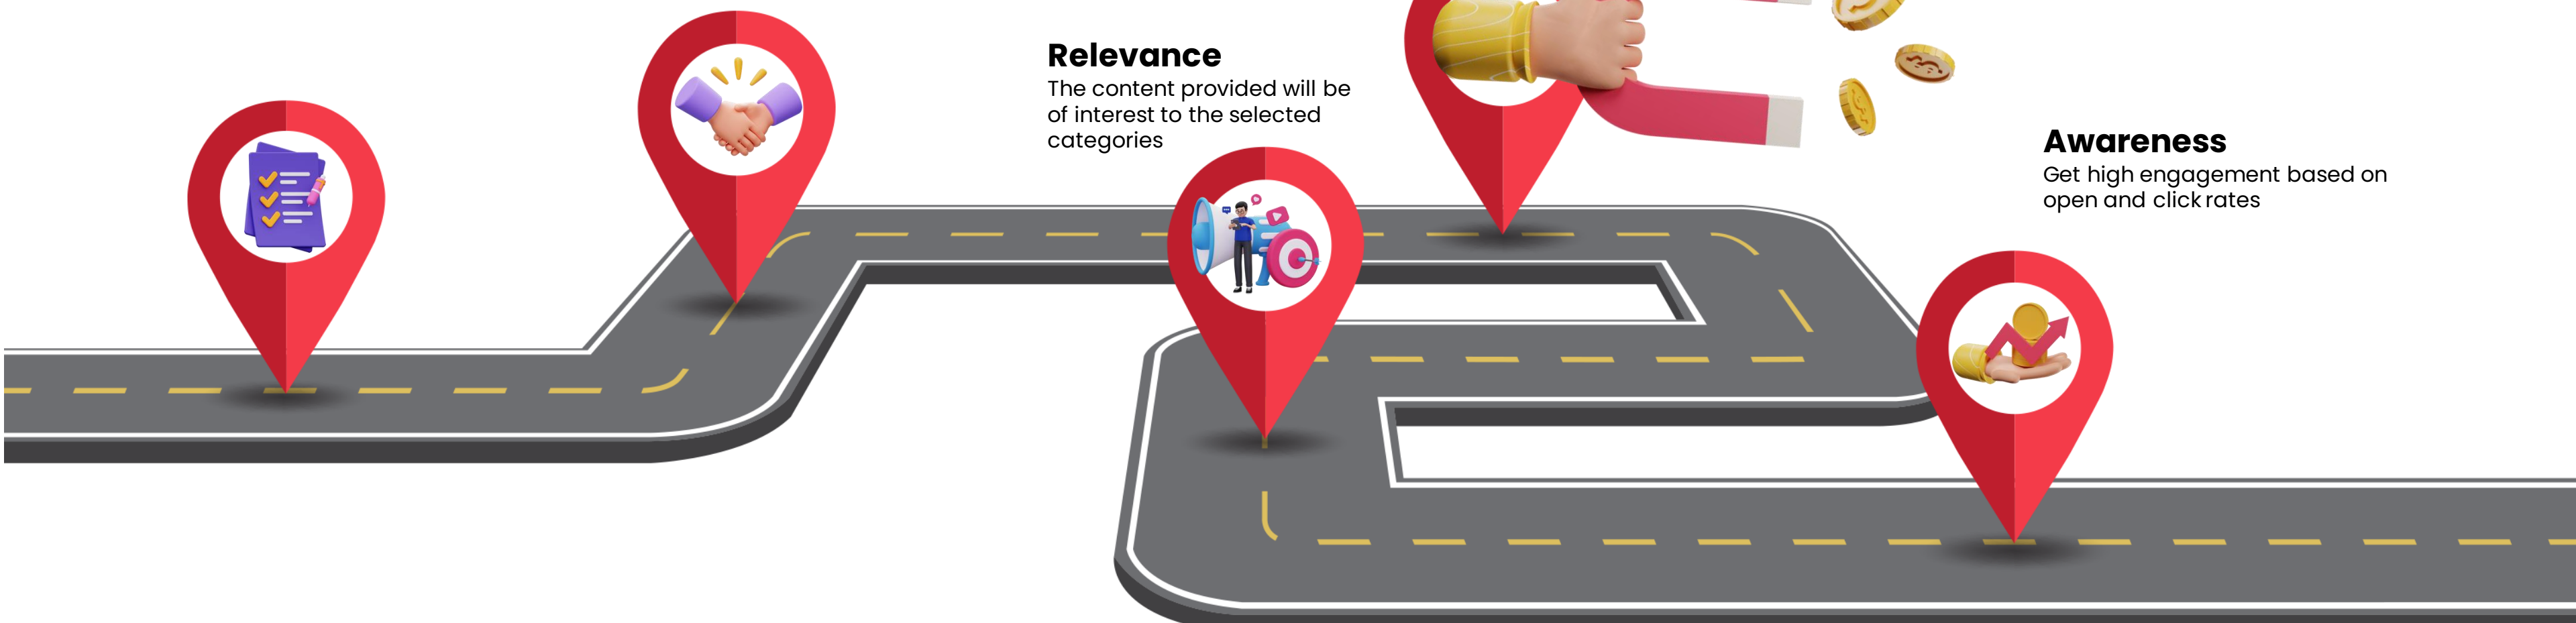 Relevance
The content provided will be
of interest to the selected
categories
Awareness
Get high engagement based on
open and click rates